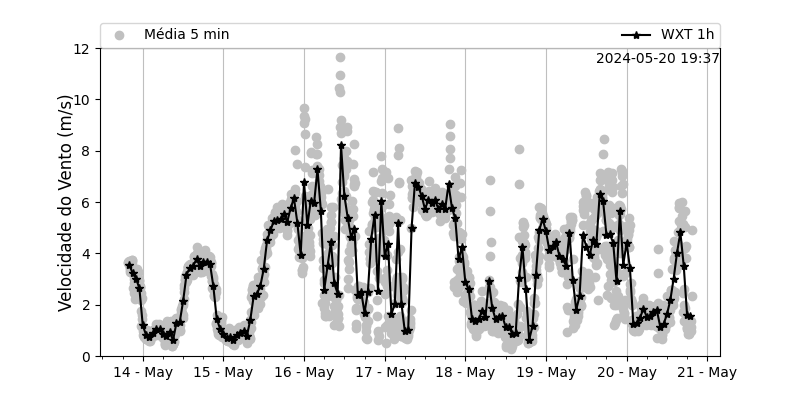 Média 5 min
WXT 1h
2024-05-20 19:37
Velocidade do Vento (m/s)
12
10
8
6
4
2
0
14 - May
15 - May
16 - May
17 - May
18 - May
19 - May
20 - May
21 - May